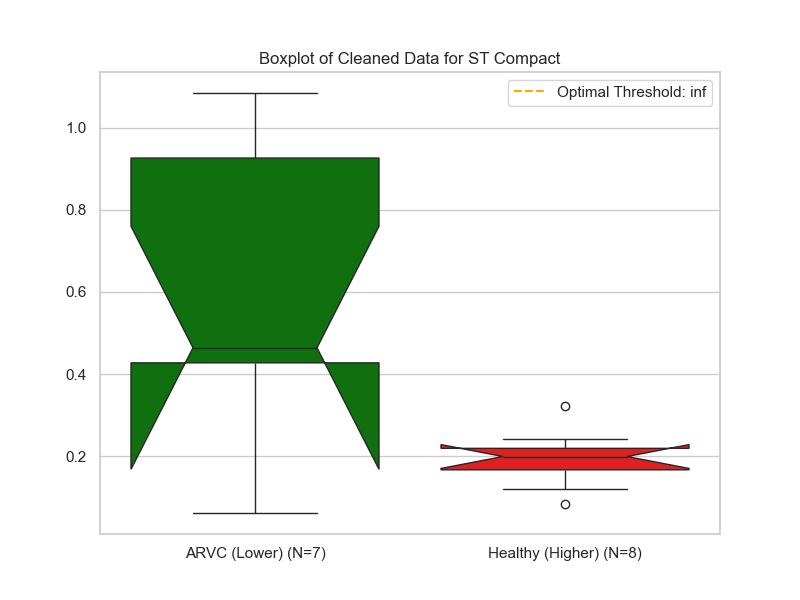 Boxplot of Cleaned Data for ST Compact
Optimal Threshold: inf
1.0
0.8
0.6
0.4
0.2
ARVC (Lower) (N=7)
Healthy (Higher) (N=8)